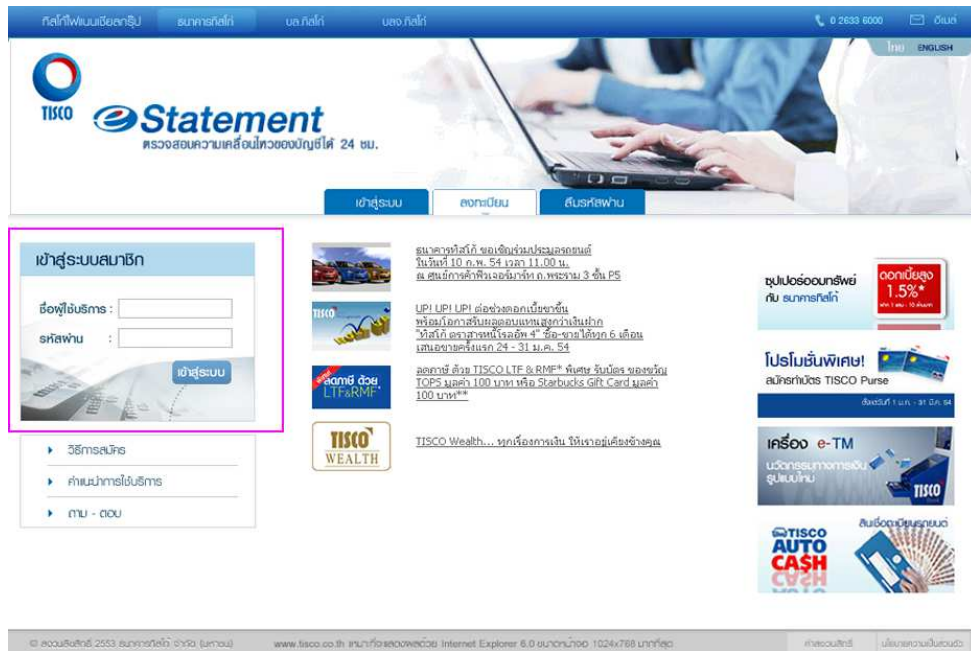 ทิสโก้ไฟแนนเชียลกรุ๊ป ธนาคารทิสโก้ บล.ทิสโก้ บลจ.ทิสโก้ 0 2633 6000 อีเมล์
ไทย ENGLISH
TISCO
eStatement
ตรวจสอบความเคลื่อนไหวของบัญชีได้ 24 ชม.
เข้าสู่ระบบ ลงทะเบียน ลืมรหัสผ่าน
เข้าสู่ระบบสมาชิก
ชื่อผู้ใช้บริการ :
รหัสผ่าน :
เข้าสู่ระบบ
วิธีการสมัคร
คำแนะนำการใช้บริการ
ถาม - ตอบ
ธนาคารทิสโก้ ขอเชิญร่วมประมูลรถยนต์
ในวันที่ 10 ก.พ. 54 เวลา 11.00 น.
ณ ศูนย์การค้าฟิวเจอร์มาร์ท ถ.พระราม 3 ชั้น P5
TISCO
UP! UP! UP! ต่อช่วงดอกเบี้ยขาขึ้น
พร้อมโอกาสรับผลตอบแทนสูงกว่าเงินฝาก
"ทิสโก้ ตราสารหนี้โรลอัพ 4" ซื้อ-ขายได้ทุก 6 เดือน
เสนอขายครั้งแรก 24 - 31 ม.ค. 54
ลดภาษี ด้วย
LTF&RMF
ลดภาษี ด้วย TISCO LTF & RMF* พิเศษ รับบัตร ของขวัญ
TOPS มูลค่า 100 บาท หรือ Starbucks Gift Card มูลค่า
100 บาท**
TISCO
WEALTH
TISCO Wealth... ทุกเรื่องการเงิน ให้เราอยู่เคียงข้างคุณ
ซุปเปอร์ออมทรัพย์
กับ ธนาคารทิสโก้
ดอกเบี้ยสูง
1.5%*
โปรโมชั่นพิเศษ!
สมัครทำบัตร TISCO Purse
ตั้งแต่วันที่ 1 ม.ค. - 31 มี.ค. 54
เครื่อง e-TM
นวัตกรรมทางการเงิน
รูปแบบใหม่
TISCO
สินเชื่อทะเบียนรถยนต์
TISCO
AUTO
CASH
© สงวนลิขสิทธิ์ 2553 ธนาคารทิสโก้ จำกัด (มหาชน) www.tisco.co.th เหมาที่จะแสดงผลด้วย Internet Explorer 6.0 ขนาดหน้าจอ 1024x768 มากที่สุด คำสงวนสิทธิ์ นโยบายความเป็นส่วนตัว